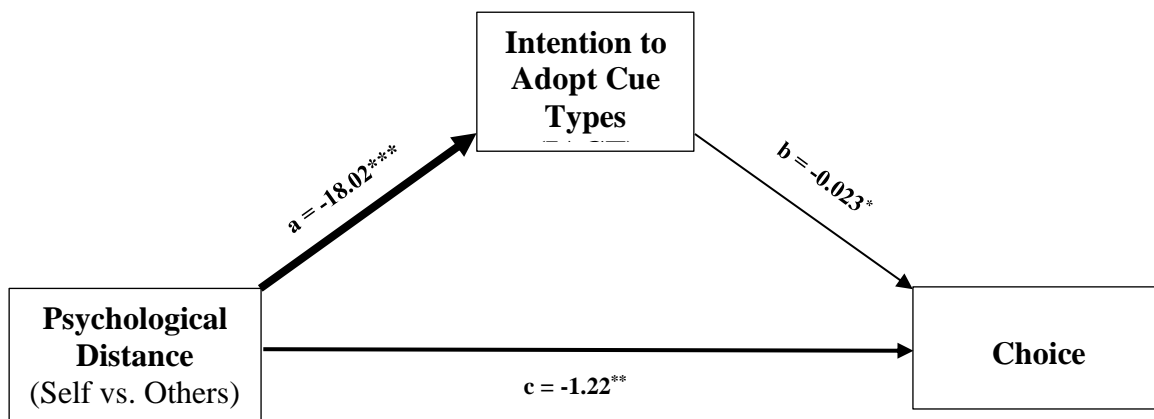 Intention to
Adopt Cue
Types
a = -18.02***
b = -0.023*
Psychological
Distance
(Self vs. Others)
Choice
c = -1.22**